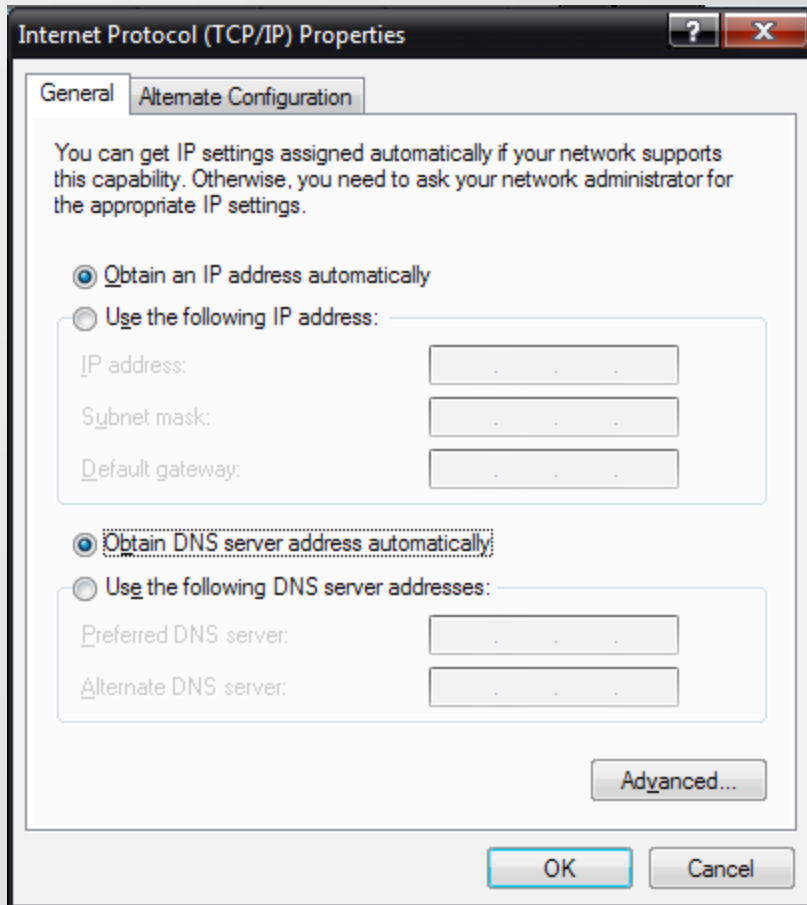 Internet Protocol (TCP/IP) Properties
?
General
Alternate Configuration
You can get IP settings assigned automatically if your network supports
this capability. Otherwise, you need to ask your network administrator for
the appropriate IP settings.
Obtain an IP address automatically
Use the following IP address:
IP address:
Subnet mask:
Default gateway:
Obtain DNS server address automatically
Use the following DNS server addresses:
Preferred DNS server:
Alternate DNS server:
Advanced...
OK
Cancel